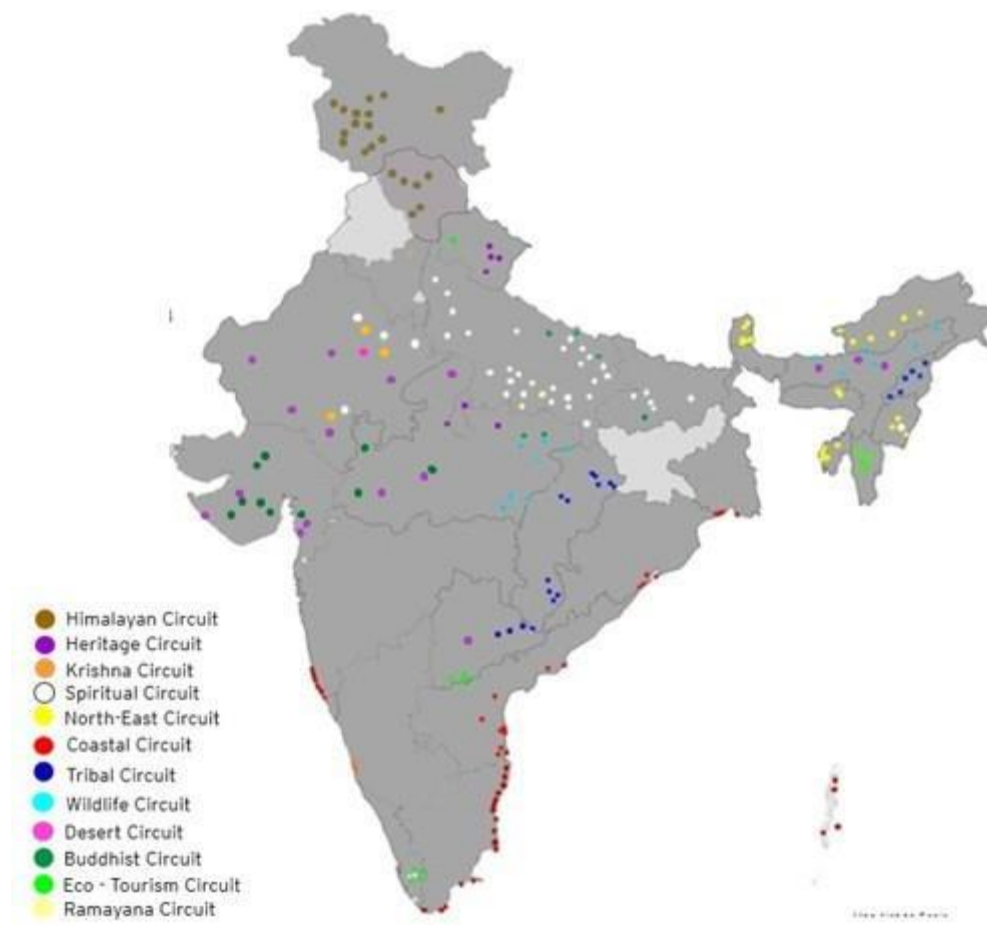 Himalayan Circuit
Heritage Circuit
Krishna Circuit
Spiritual Circuit
North-East Circuit
Coastal Circuit
Tribal Circuit
Wildlife Circuit
Desert Circuit
Buddhist Circuit
Eco - Tourism Circuit
Ramayana Circuit